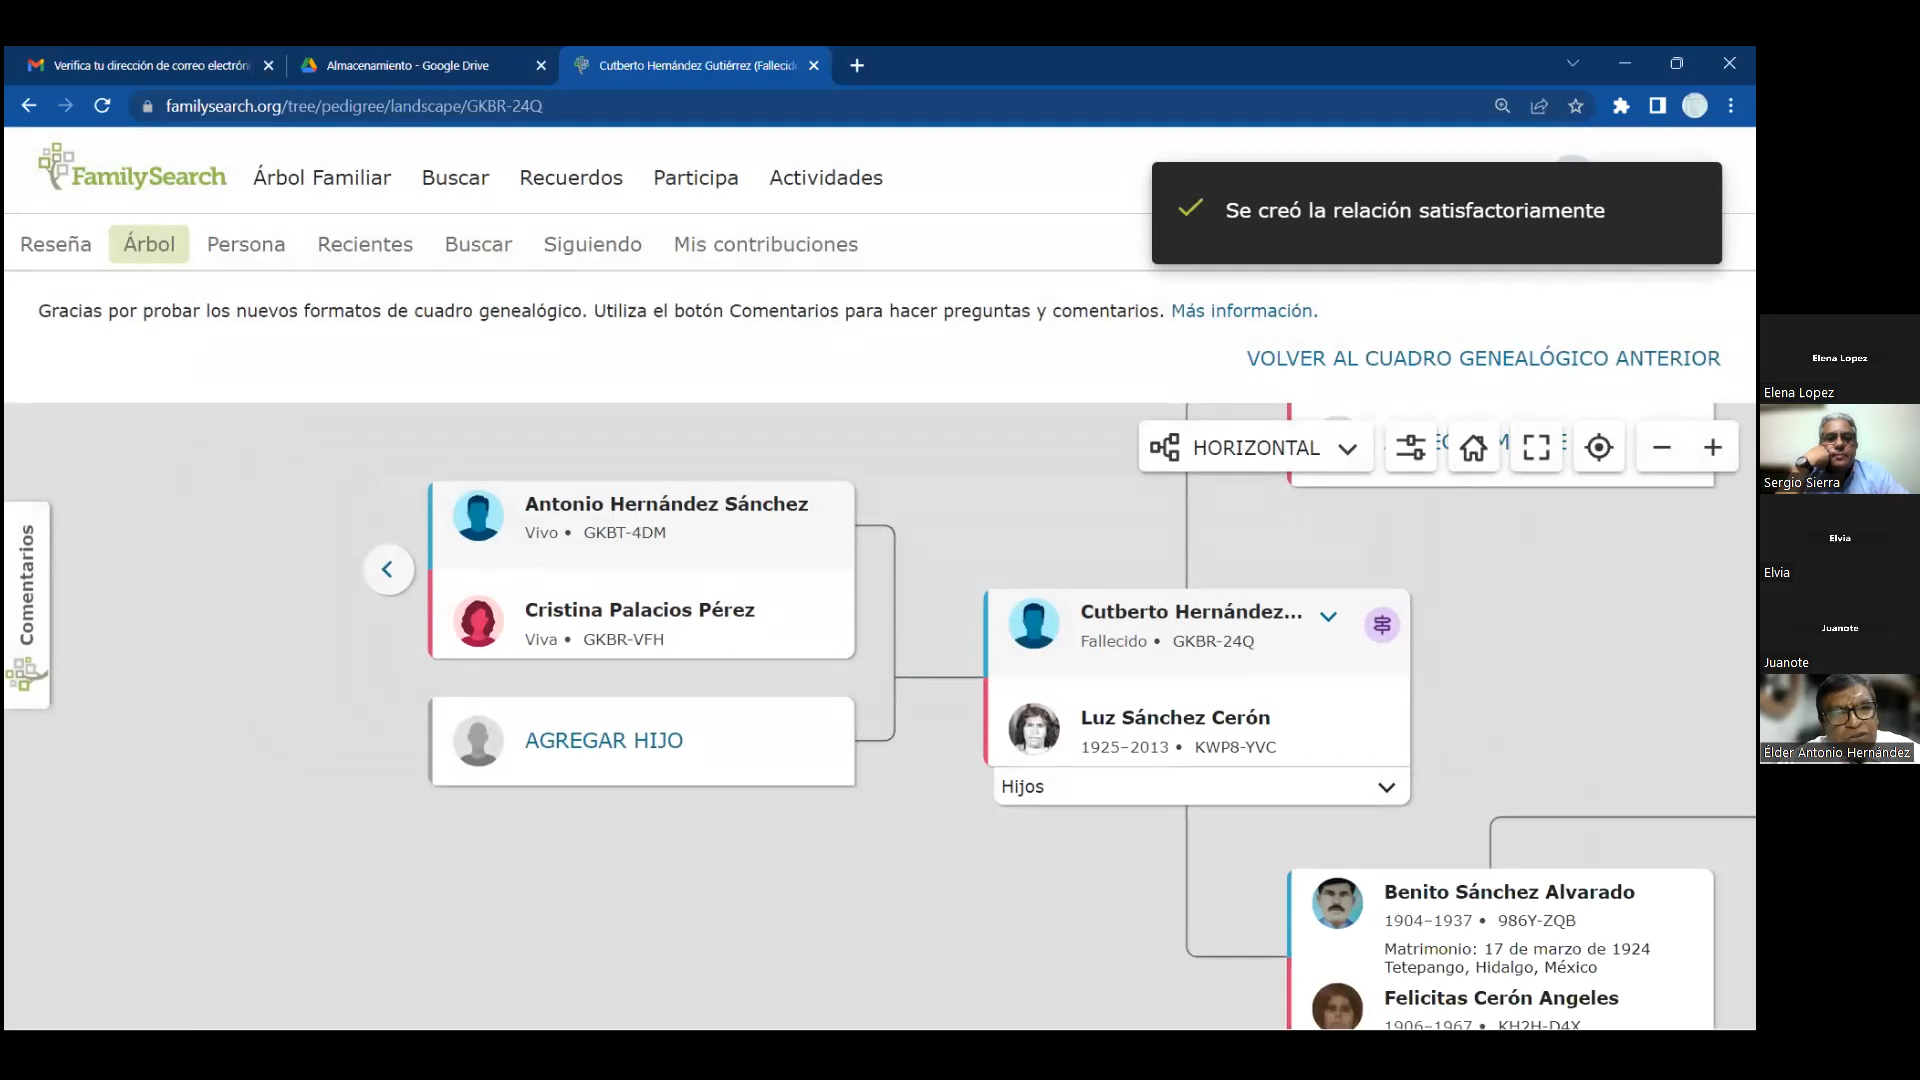 Verifica tu dirección de correo electróni
Almacenamiento - Google Drive
Cutberto Hernández Gutiérrez (Fallecid
familysearch.org/tree/pedigree/landscape/GKBR-24Q
FamilySearch
Árbol Familiar
Buscar
Recuerdos
Participa
Actividades
Se creó la relación satisfactoriamente
Reseña
Árbol
Persona
Recientes
Buscar
Siguiendo
Mis contribuciones
Gracias por probar los nuevos formatos de cuadro genealógico. Utiliza el botón Comentarios para hacer preguntas y comentarios. Más información.
VOLVER AL CUADRO GENEALÓGICO ANTERIOR
HORIZONTAL
Comentarios
Antonio Hernández Sánchez
Vivo • GKBT-4DM
Cristina Palacios Pérez
Viva • GKBR-VFH
AGREGAR HIJO
Cutberto Hernández...
Fallecido • GKBR-24Q
Luz Sánchez Cerón
1925–2013 • KWP8-YVC
Hijos
Benito Sánchez Alvarado
1904–1937 • 986Y-ZQB
Matrimonio: 17 de marzo de 1924
Tetepango, Hidalgo, México
Felicitas Cerón Angeles
1906–1967 • KH2H-D4X
Elena Lopez
Elena Lopez
Sergio Sierra
Elvia
Elvia
Juanote
Juanote
Élder Antonio Hernández